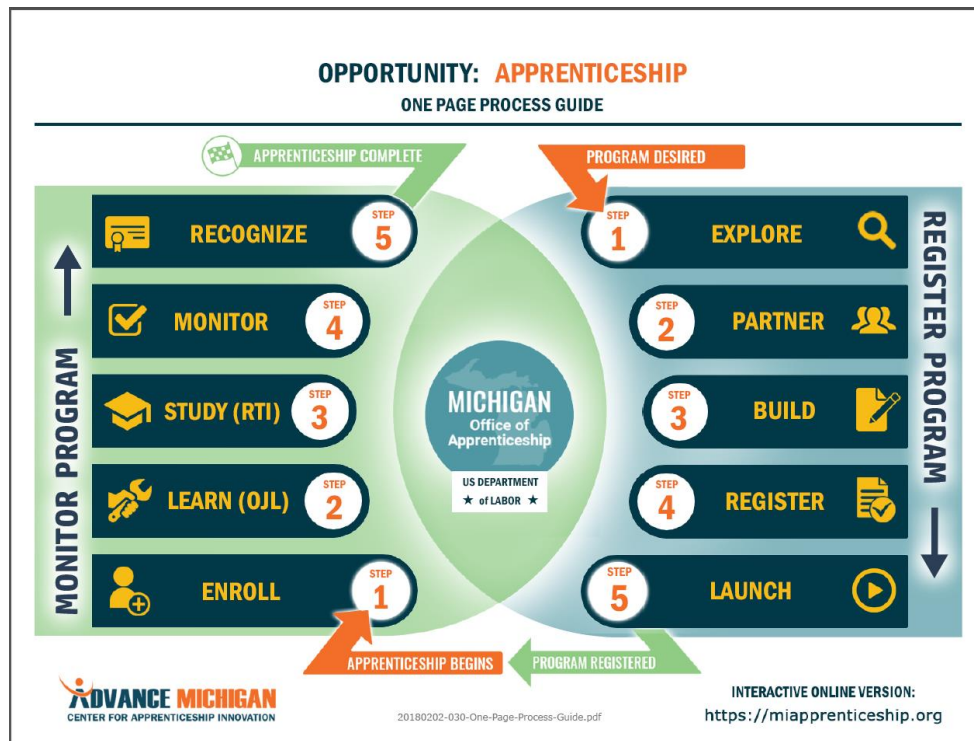 OPPORTUNITY: APPRENTICESHIP
ONE PAGE PROCESS GUIDE
APPRENTICESHIP COMPLETE
PROGRAM DESIRED
MONITOR PROGRAM
RECOGNIZE
STEP
5
MONITOR
STEP
4
STUDY (RTI)
STEP
3
LEARN (OJL)
STEP
2
ENROLL
STEP
1
MICHIGAN
Office of
Apprenticeship
US DEPARTMENT
★ of LABOR ★
STEP
1
EXPLORE
STEP
2
PARTNER
STEP
3
BUILD
STEP
4
REGISTER
STEP
5
LAUNCH
REGISTER PROGRAM
APPRENTICESHIP BEGINS
PROGRAM REGISTERED
ADVANCE MICHIGAN
CENTER FOR APPRENTICESHIP INNOVATION
20180202-030-One-Page-Process-Guide.pdf
INTERACTIVE ONLINE VERSION:
https://miapprenticeship.org